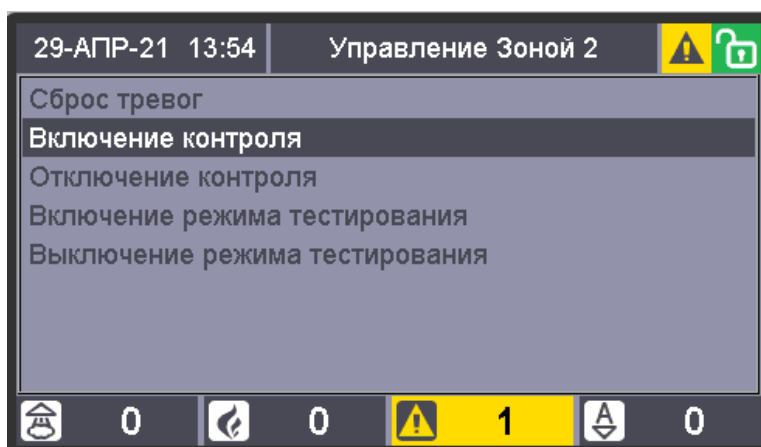 29-АПР-21 13:54 Управление Зоной 2
Сброс тревог
Включение контроля
Отключение контроля
Включение режима тестирования
Выключение режима тестирования
0 0 1 A 0